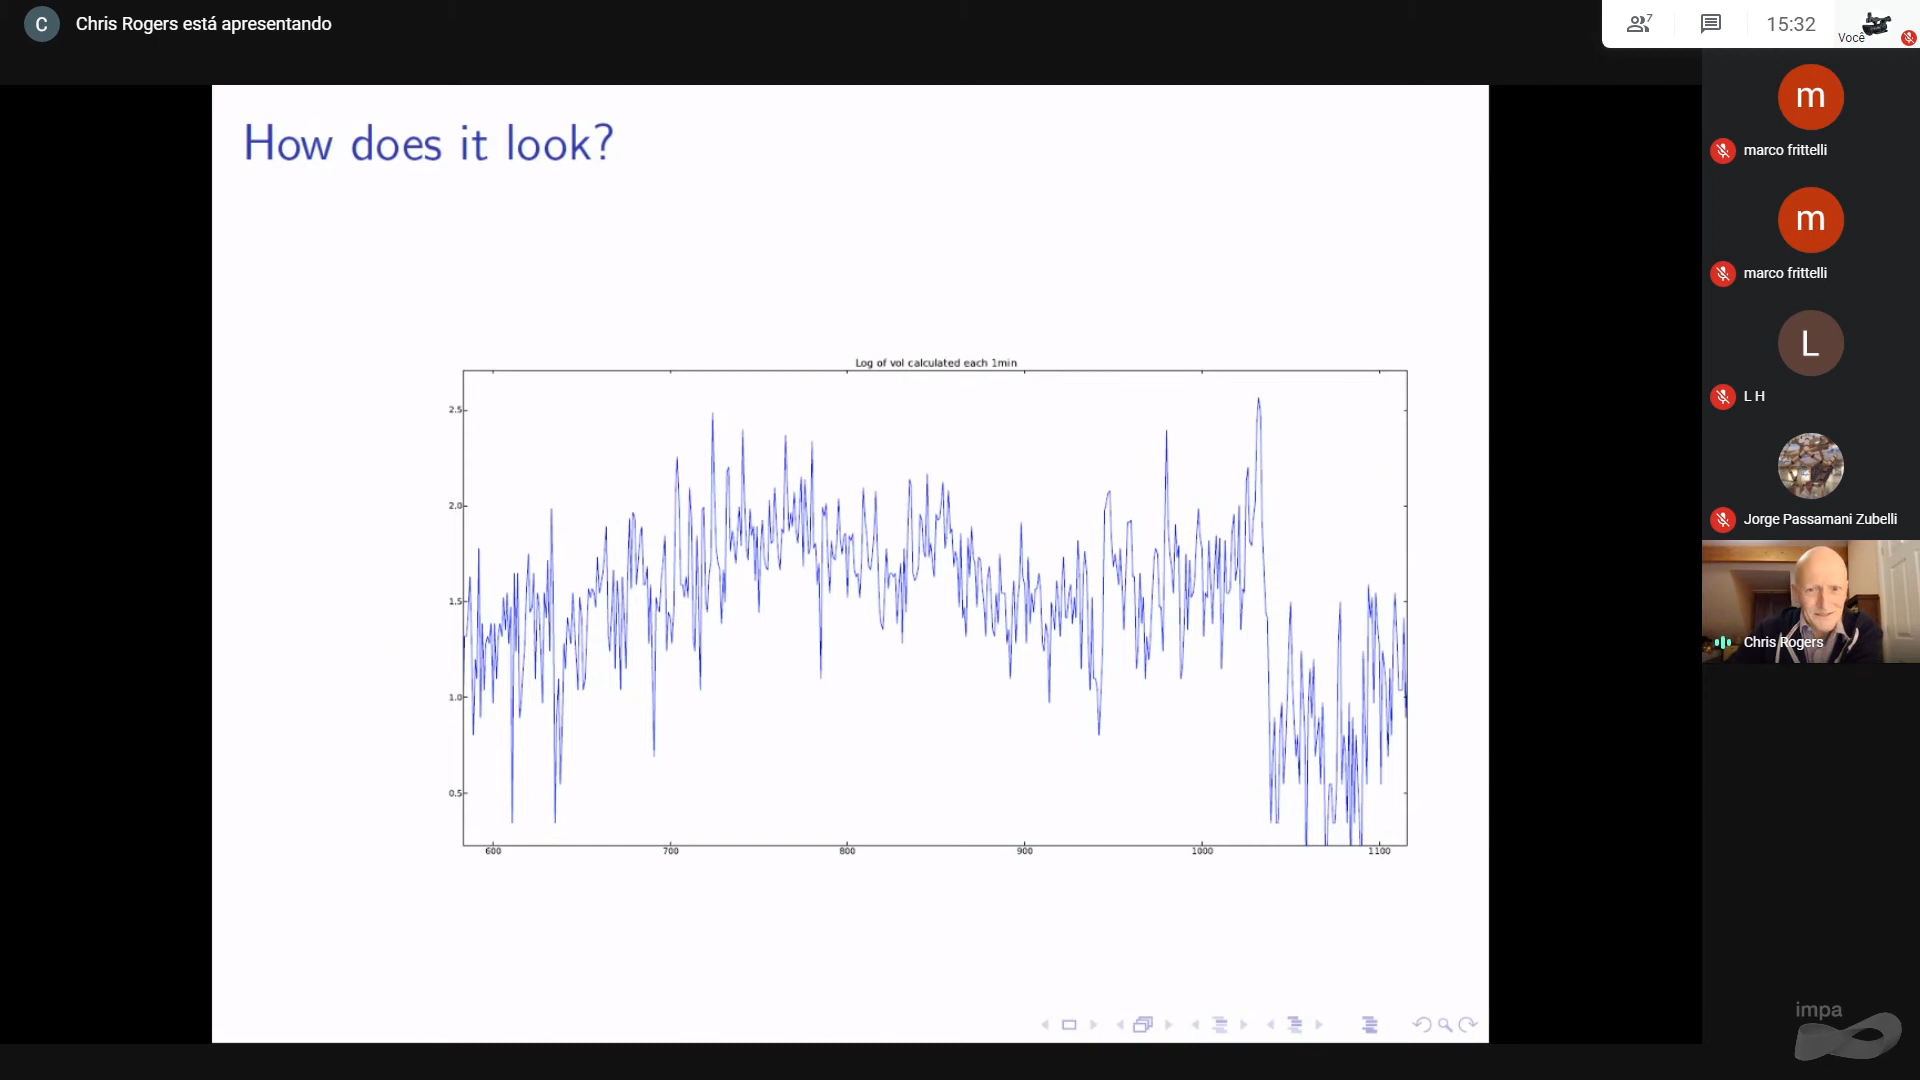 C
Chris Rogers está apresentando
7
15:32
Você
How does it look?
Log of vol calculated each 1min
2.5
2.0
1.5
1.0
0.5
600
700
800
900
1000
1100
m
marco frittelli
m
marco frittelli
L
L H
Jorge Passamani Zubelli
Chris Rogers
impa